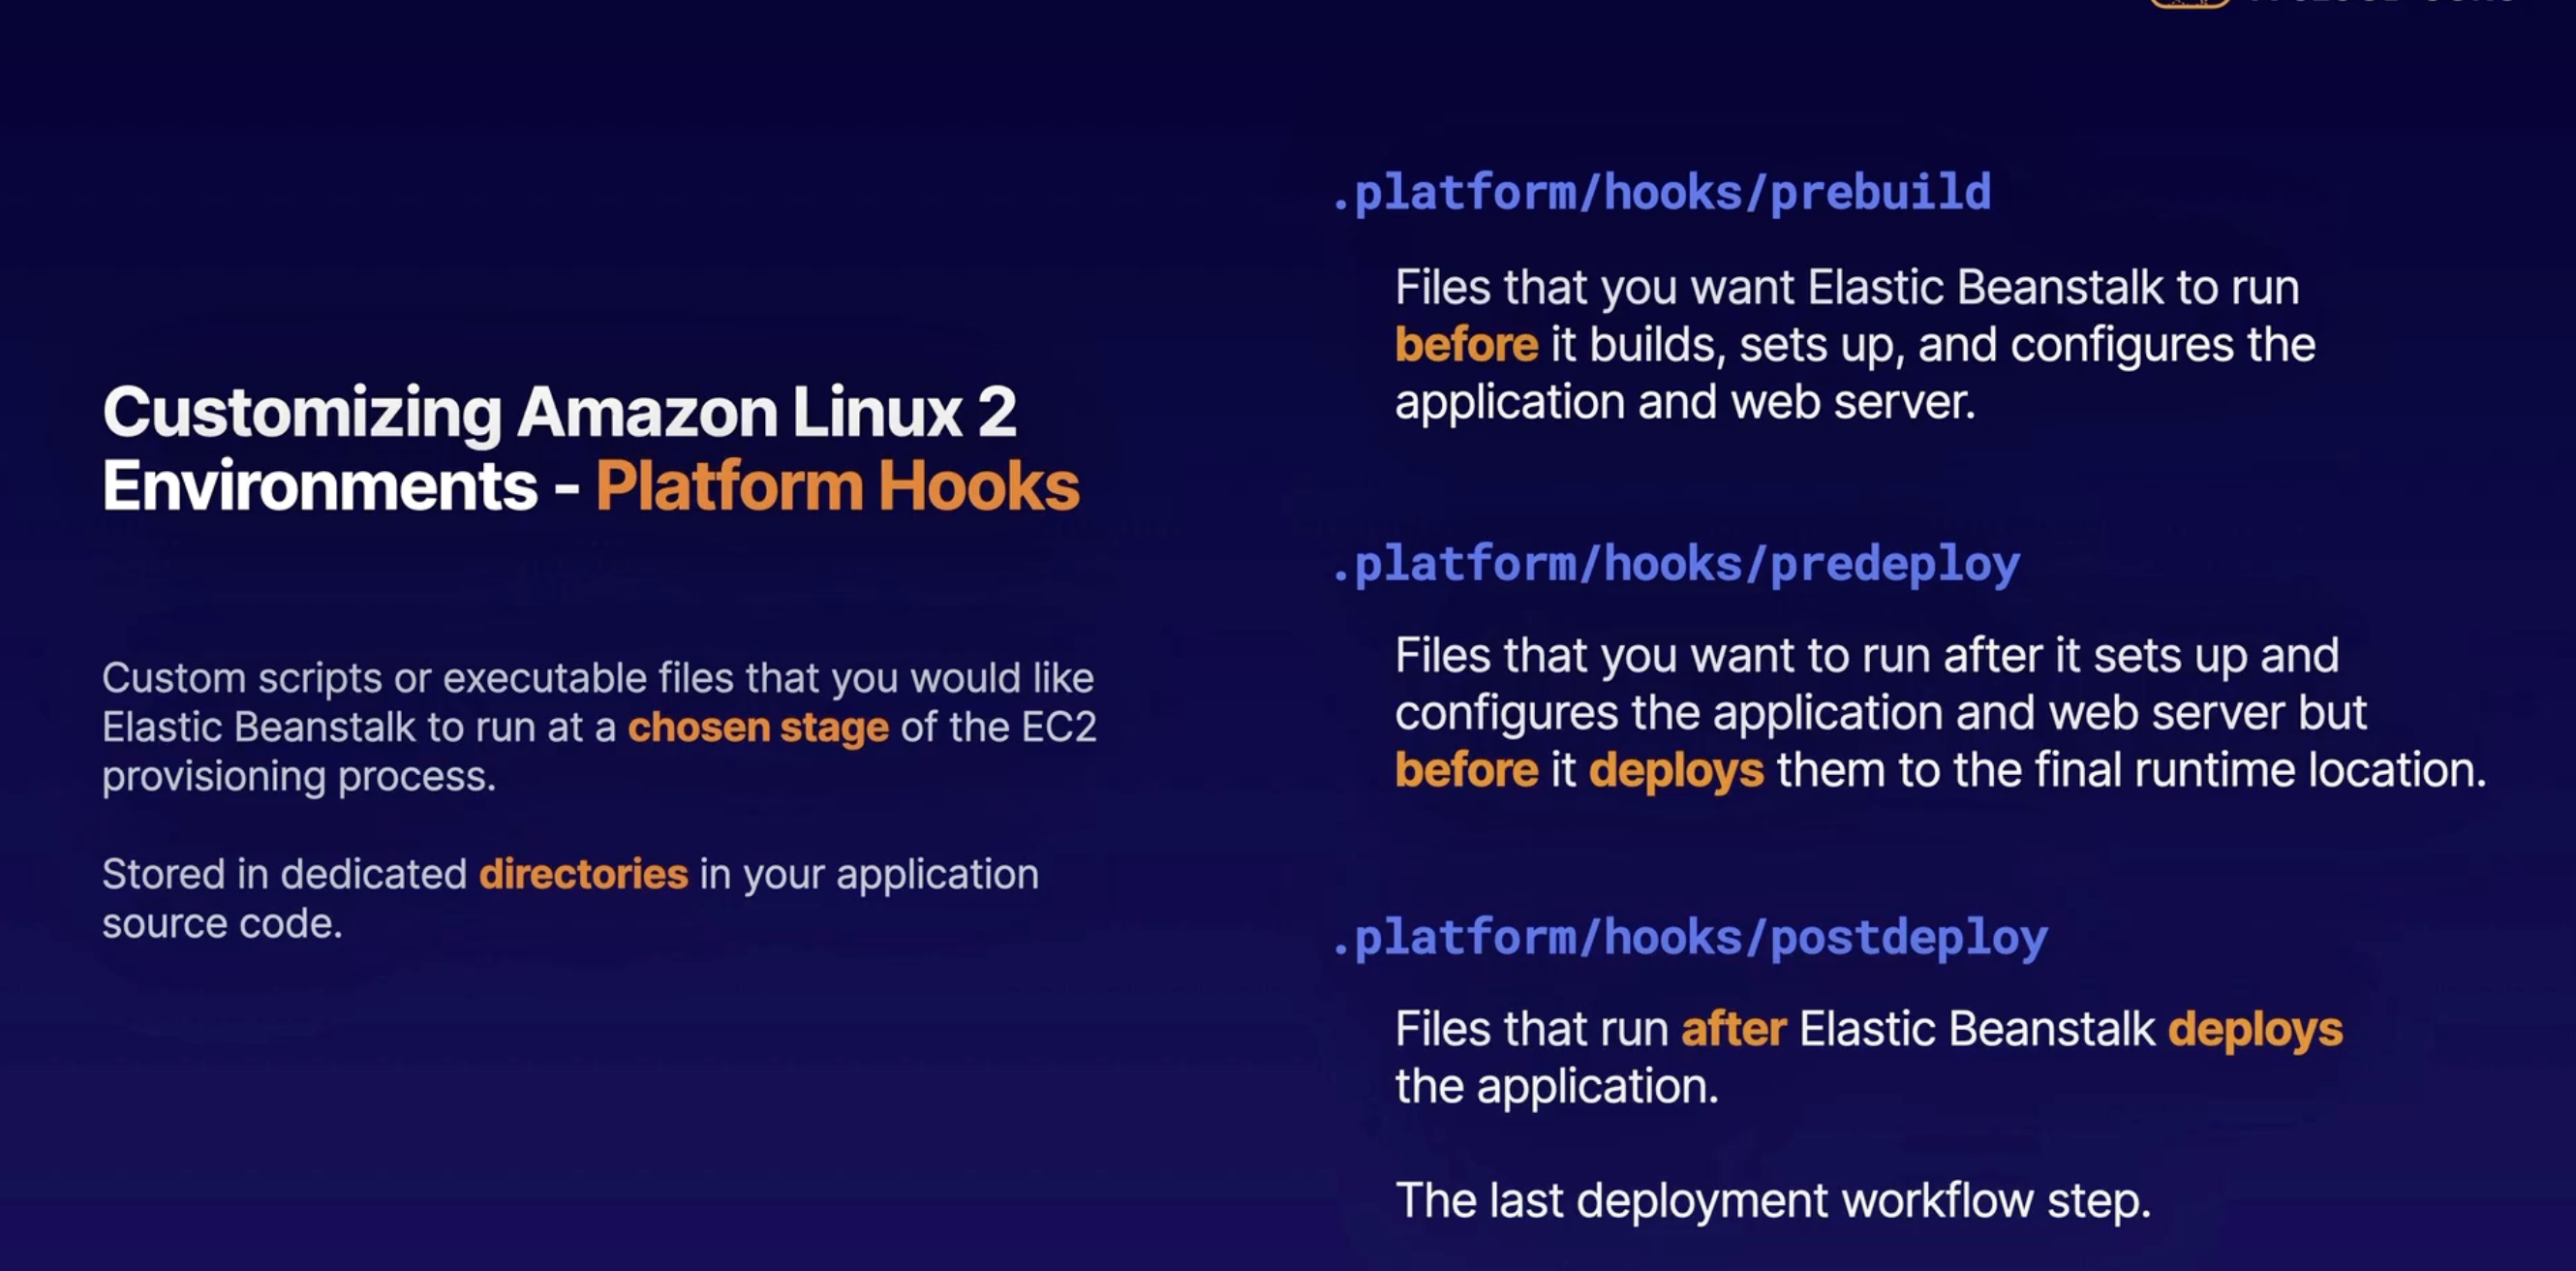 Customizing Amazon Linux 2
Environments - Platform Hooks
Custom scripts or executable files that you would like
Elastic Beanstalk to run at a chosen stage of the EC2
provisioning process.
Stored in dedicated directories in your application
source code.
.platform/hooks/prebuild
Files that you want Elastic Beanstalk to run
before it builds, sets up, and configures the
application and web server.
.platform/hooks/predeploy
Files that you want to run after it sets up and
configures the application and web server but
before it deploys them to the final runtime location.
.platform/hooks/postdeploy
Files that run after Elastic Beanstalk deploys
the application.
The last deployment workflow step.